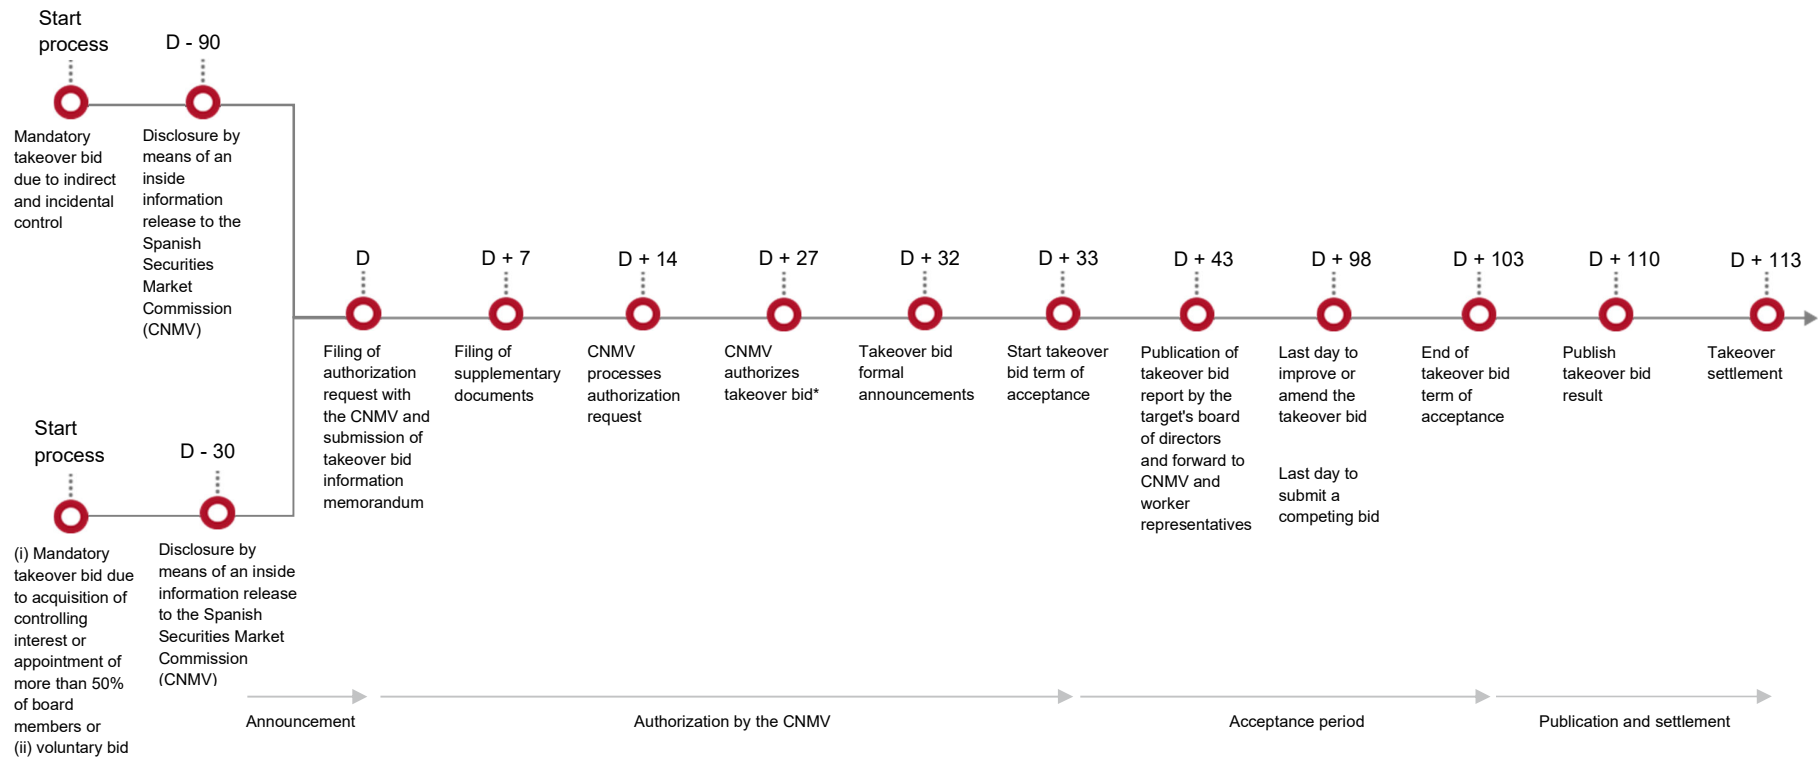 Start
process
D - 90
Mandatory
takeover bid
due to indirect
and incidental
control
Disclosure by
means of an
inside
information
release to the
Spanish
Securities
Market
Commission
(CNMV)
D
D + 7
D + 14
D + 27
D + 32
D + 33
D + 43
D + 98
D + 103
D + 110
D + 113
Filing of
authorization
request with
the CNMV and
submission of
takeover bid
information
memorandum
Filing of
supplementary
documents
CNMV
processes
authorization
request
CNMV
authorizes
takeover bid*
Takeover bid
formal
announcements
Start takeover
bid term of
acceptance
Publication of
takeover bid
report by the
target's board
of directors
and forward to
CNMV and
worker
representatives
Last day to
improve or
amend the
takeover bid
Last day to
submit a
competing bid
End of
takeover bid
term of
acceptance
Publish
takeover bid
result
Takeover
settlement
Start
process
D - 30
(i) Mandatory
takeover bid due
to acquisition of
controlling
interest or
appointment of
more than 50%
of board
members or
(ii) voluntary bid
Disclosure by
means of an inside
information release
to the Spanish
Securities Market
Commission
(CNMV)
Announcement
Authorization by the CNMV
Acceptance period
Publication and settlement